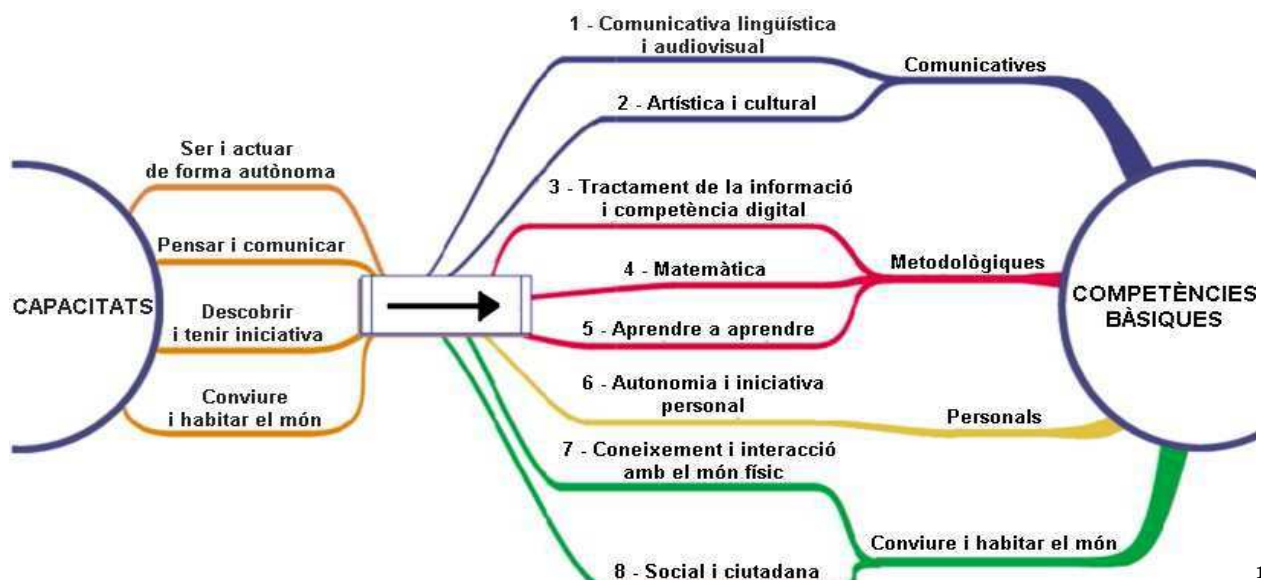 CAPACITATS
Ser i actuar
de forma autònoma
Pensar i comunicar
Descobrir
i tenir iniciativa
Conviure
i habitar el món
1 - Comunicativa lingüística
i audiovisual
2 - Artística i cultural
Comunicatives
3 - Tractament de la informació
i competència digital
4 - Matemàtica
5 - Aprendre a aprendre
Metodològiques
6 - Autonomia i iniciativa
personal
Personals
7 - Coneixement i interacció
amb el món físic
8 - Social i ciutadana
Conviure i habitar el món
COMPETÈNCIES
BÀSIQUES
1